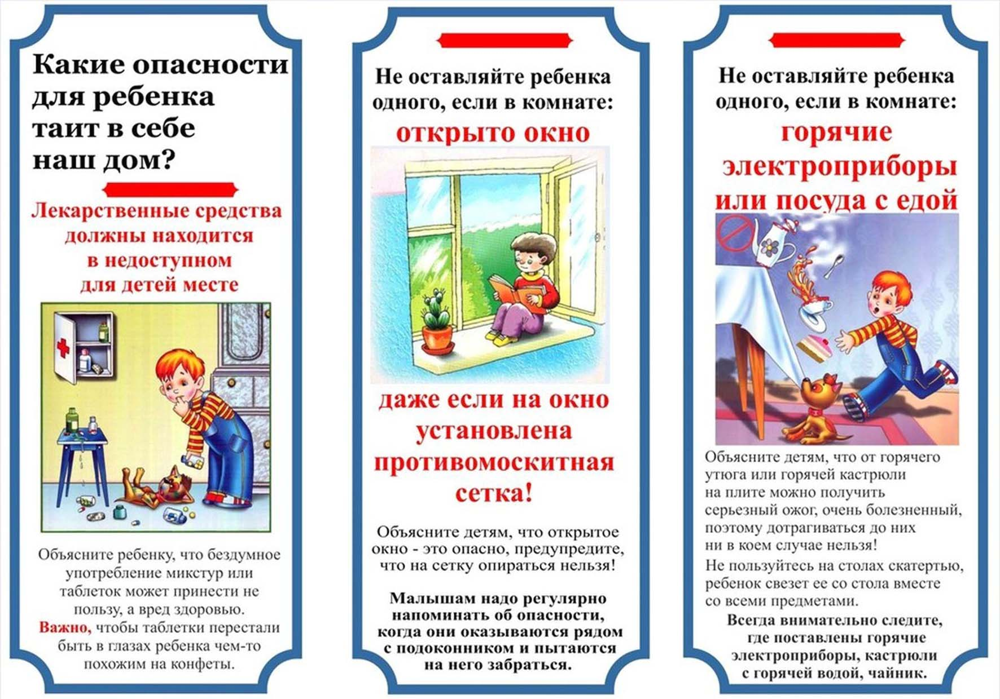 Какие опасности
для ребенка
таит в себе
наш дом?
Лекарственные средства
должны находится
в недоступном
для детей месте
Объясните ребенку, что бездумное
употребление микстур или
таблеток может принести не
пользу, а вред здоровью.
Важно, чтобы таблетки перестали
быть в глазах ребенка чем-то
похожим на конфеты.
Не оставляйте ребенка
одного, если в комнате:
открыто окно
даже если на окно
установлена
противомоскитная
сетка!
Объясните детям, что открытое
окно - это опасно, предупредите,
что на сетку опираться нельзя!
Малышам надо регулярно
напоминать об опасности,
когда они оказываются рядом
с подоконником и пытаются
на него забраться.
Не оставляйте ребенка
одного, если в комнате:
горячие
электроприборы
или посуда с едой
Объясните детям, что от горячего
утюга или горячей кастрюли
на плите можно получить
серьезный ожог, очень болезненный,
поэтому дотрагиваться до них
ни в коем случае нельзя!
Не пользуйтесь на столах скатертью,
ребенок свезет ее со стола вместе
со всеми предметами.
Всегда внимательно следите,
где поставлены горячие
электроприборы, кастрюли
с горячей водой, чайник.